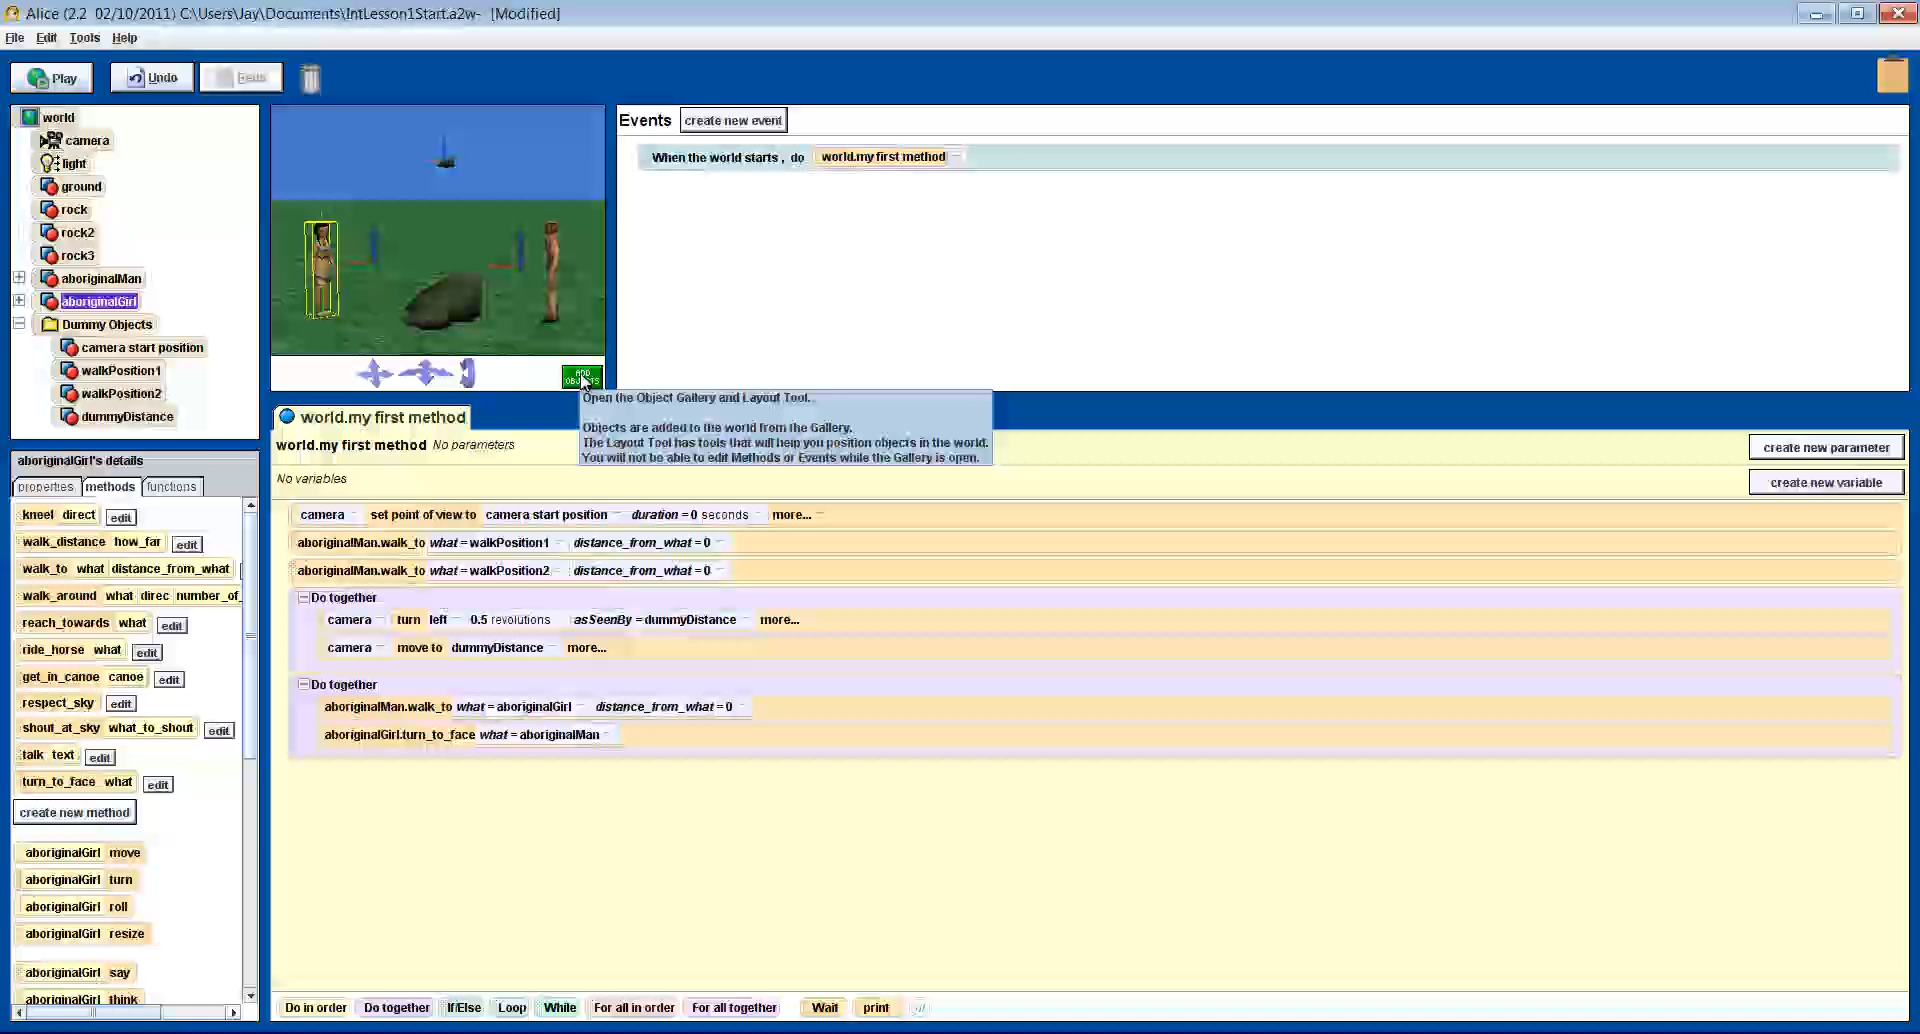 Alice (2.2 02/10/2011) C:\Users\Jay\Documents\IntLesson1Start.a2w- [Modified]
File Edit Tools Help
Play Undo
world
camera
light
ground
rock
rock2
rock3
aboriginalMan
aboriginalGirl
Dummy Objects
camera start position
walkPosition1
walkPosition2
dummyDistance
ADD OBJECTS
Events create new event
When the world starts, do world.my first method
Open the Object Gallery and Layout Tool.
Objects are added to the world from the Gallery.
The Layout Tool has tools that will help you position objects in the world.
You will not be able to edit Methods or Events while the Gallery is open.
aboriginalGirl's details
properties methods functions
kneel direct edit
walk_distance how_far edit
walk_to what distance_from_what
walk_around what direc number_of_
reach_towards what edit
ride_horse what edit
get_in_canoe canoe edit
respect_sky edit
shout_at_sky what_to_shout edit
talk text edit
turn_to_face what edit
create new method
aboriginalGirl move
aboriginalGirl turn
aboriginalGirl roll
aboriginalGirl resize
aboriginalGirl say
aboriginalGirl think
world.my first method
world.my first method No parameters create new parameter
No variables create new variable
camera set point of view to camera start position duration = 0 seconds more...
aboriginalMan.walk_to what = walkPosition1 distance_from_what = 0
aboriginalMan.walk_to what = walkPosition2 distance_from_what = 0
Do together
camera turn left 0.5 revolutions asSeenBy = dummyDistance more...
camera move to dummyDistance more...
Do together
aboriginalMan.walk_to what = aboriginalGirl distance_from_what = 0
aboriginalGirl.turn_to_face what = aboriginalMan
Do in order Do together If/Else Loop While For all in order For all together Wait print